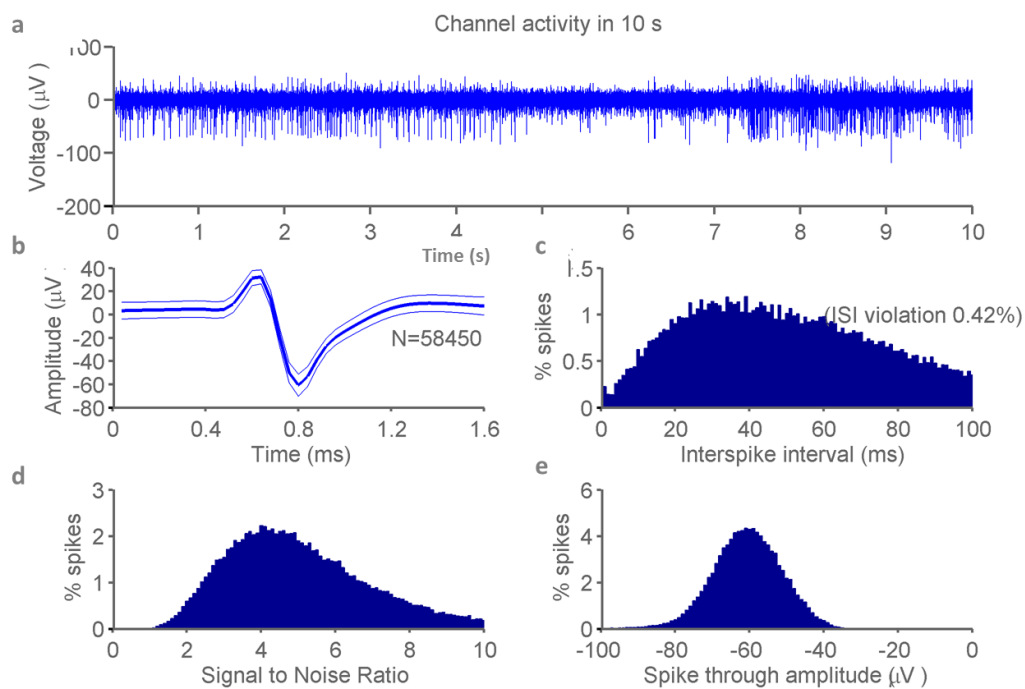 a
Channel activity in 10 s
100
0
-100
-200
Voltage (μV)
0 1 2 3 4 6 7 8 9 10
Time (s)
b
40
20
0
-20
-40
-60
-80
Amplitude (μV
N=58450
0 0.4 0.8 1.2 1.6
Time (ms)
c
1.5
1
0.5
0
% spikes
(ISI violation 0.42%)
0 20 40 60 80 100
Interspike interval (ms)
d
3
2
1
0
% spikes
0 2 4 6 8 10
Signal to Noise Ratio
e
6
4
2
0
% spikes
-100 -80 -60 -40 -20 0
Spike through amplitude (μV )